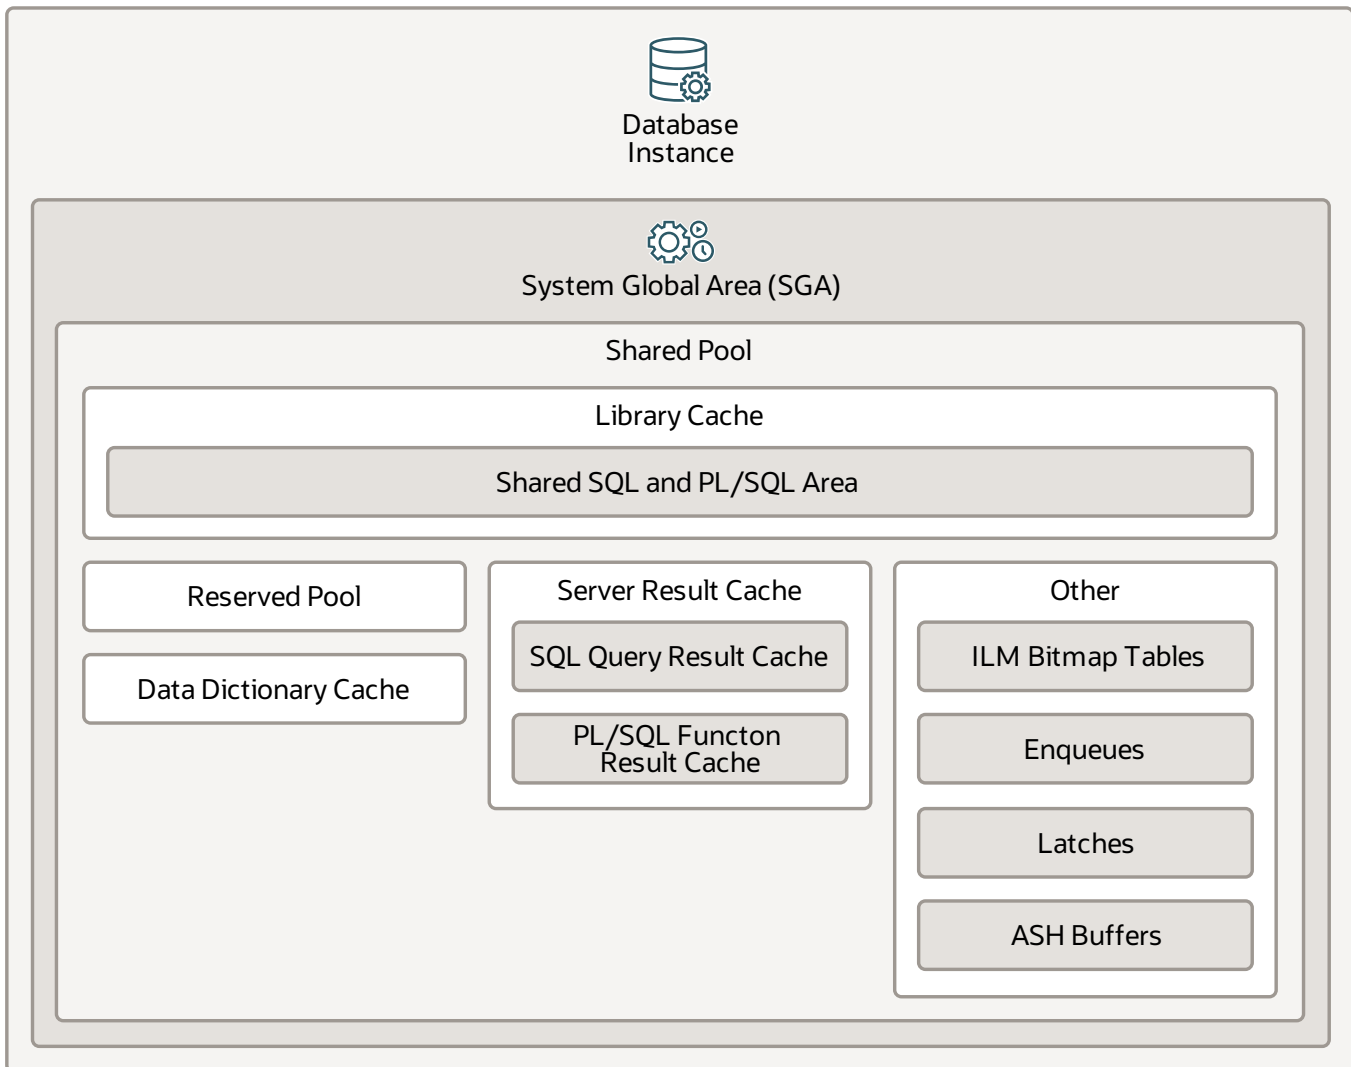 Database
Instance
System Global Area (SGA)
Shared Pool
Library Cache
Shared SQL and PL/SQL Area
Reserved Pool
Data Dictionary Cache
Server Result Cache
SQL Query Result Cache
PL/SQL Functon
Result Cache
Other
ILM Bitmap Tables
Enqueues
Latches
ASH Buffers